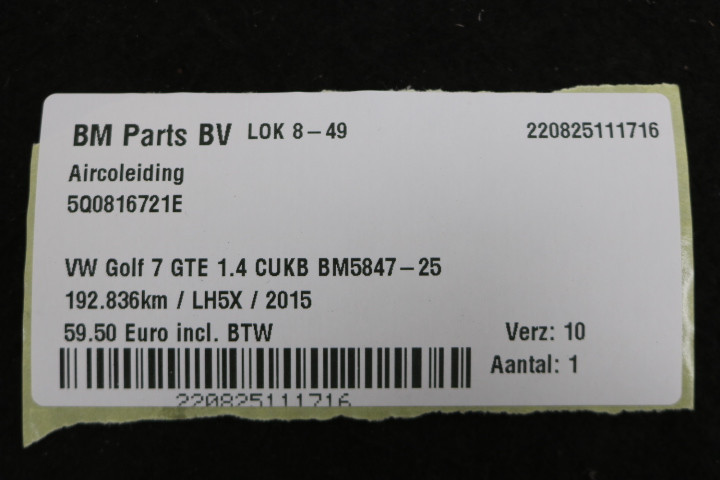 BM Parts BV LOK 8-49 220825111716
Aircoleiding
5Q0816721E
VW Golf 7 GTE 1.4 CUKB BM5847-25
192.836km / LH5X / 2015
59.50 Euro incl. BTW Verz: 10
Aantal: 1
220825111716